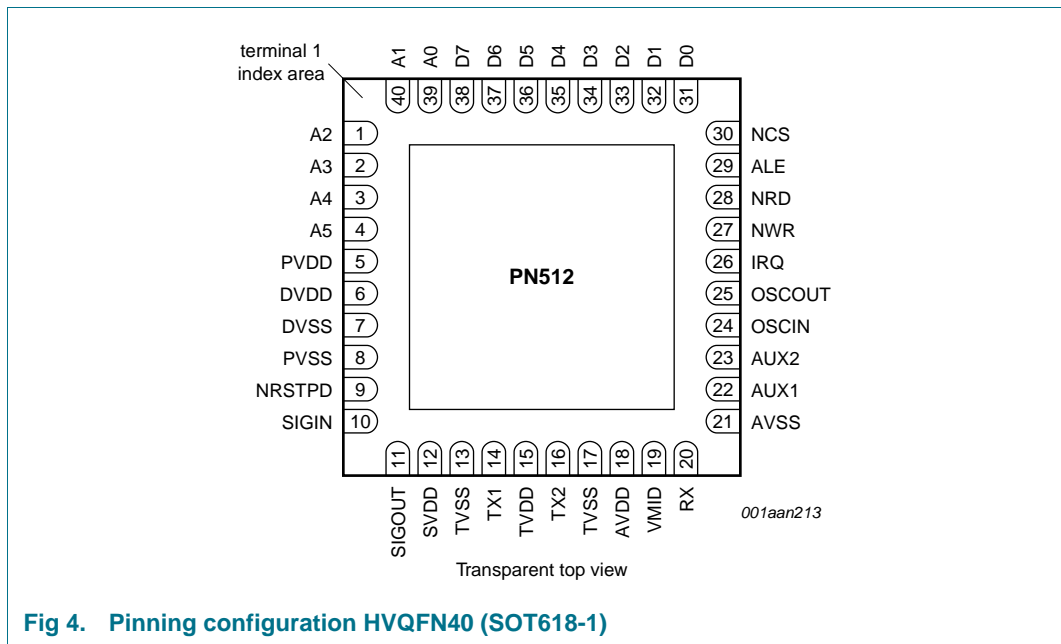 terminal 1
index area
A1
A0
D7
D6
D5
D4
D3
D2
D1
D0
40
39
38
37
36
35
34
33
32
31
A2 1
A3 2
A4 3
A5 4
PVDD 5
DVDD 6
DVSS 7
PVSS 8
NRSTPD 9
SIGIN 10
PN512
30 NCS
29 ALE
28 NRD
27 NWR
26 IRQ
25 OSCOUT
24 OSCIN
23 AUX2
22 AUX1
21 AVSS
11
12
13
14
15
16
17
18
19
20
SIGOUT
SVDD
TVSS
TX1
TVDD
TX2
TVSS
AVDD
VMID
RX
001aan213
Transparent top view
Fig 4. Pinning configuration HVQFN40 (SOT618-1)